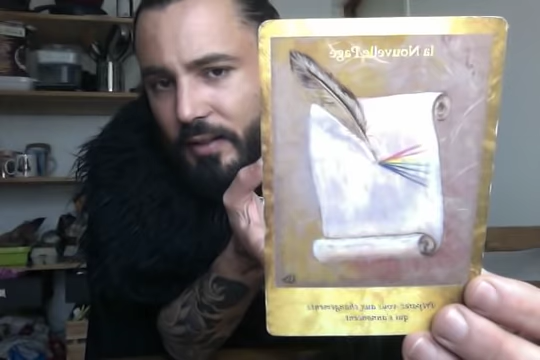 la Nouvelle Page
Préparez-vous aux changements
qui s'annoncent